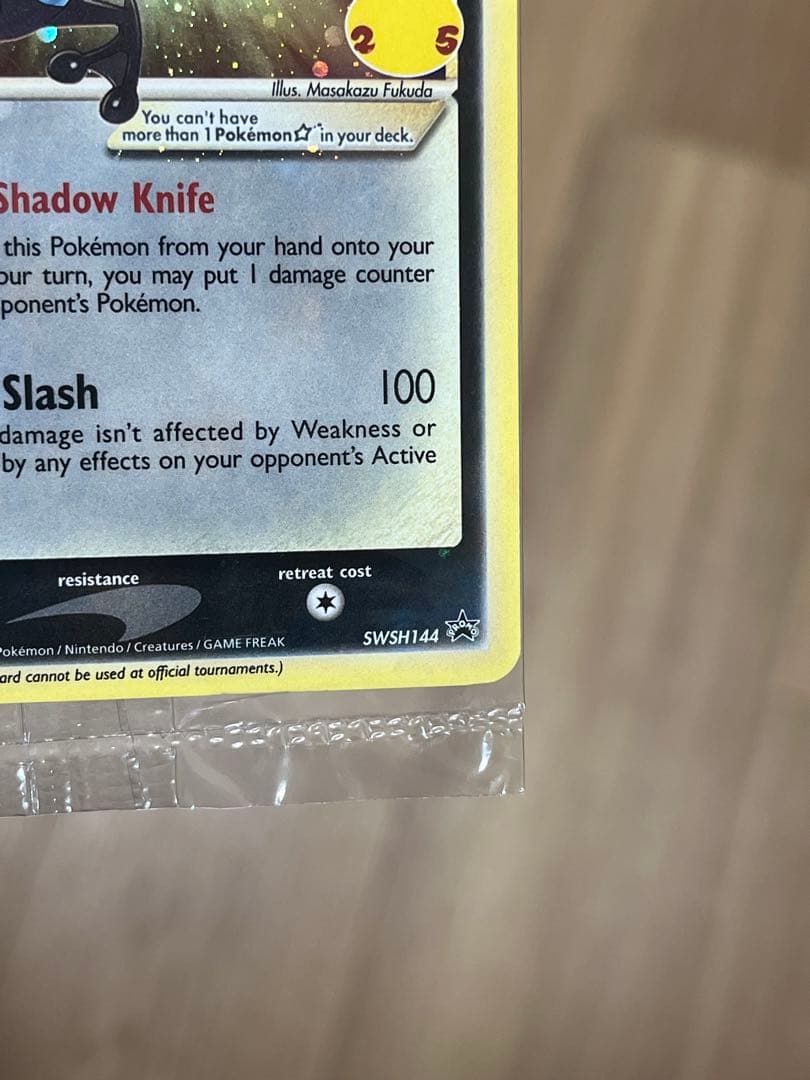 2 5
Illus. Masakazu Fukuda
You can't have
more than 1 Pokémon☆ in your deck.
Shadow Knife
this Pokémon from your hand onto your
our turn, you may put 1 damage counter
ponent's Pokémon.
Slash 100
damage isn't affected by Weakness or
by any effects on your opponent's Active
resistance retreat cost
Pokémon / Nintendo / Creatures / GAME FREAK SWSH144 PROMO
ard cannot be used at official tournaments.)